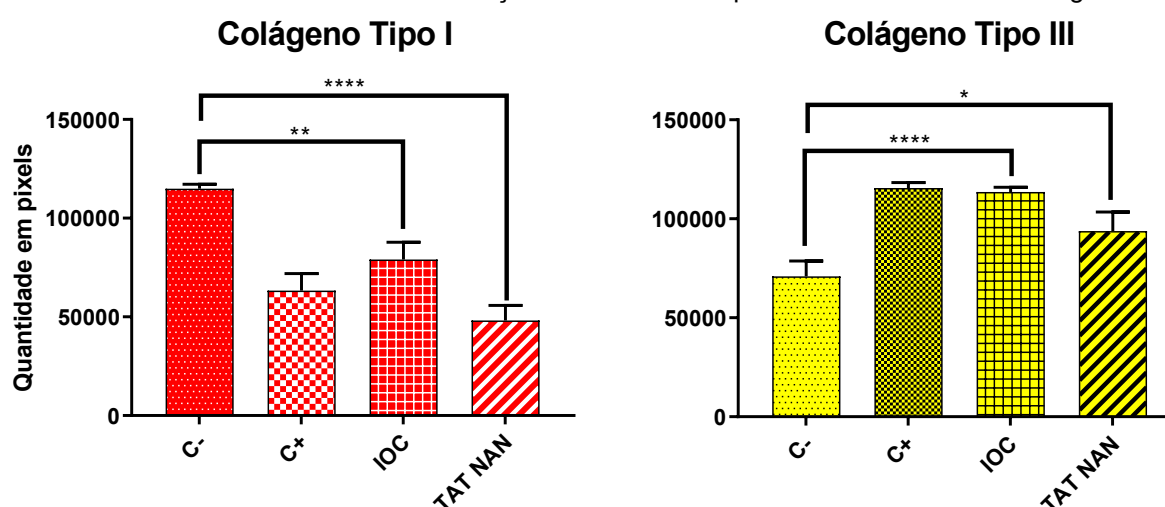 Colágeno Tipo I
****
**
150000
100000
50000
0
Quantidade em pixels
C-
C+
IOC
TAT NAN
Colágeno Tipo III
*
****
150000
100000
50000
0
C-
C+
IOC
TAT NAN